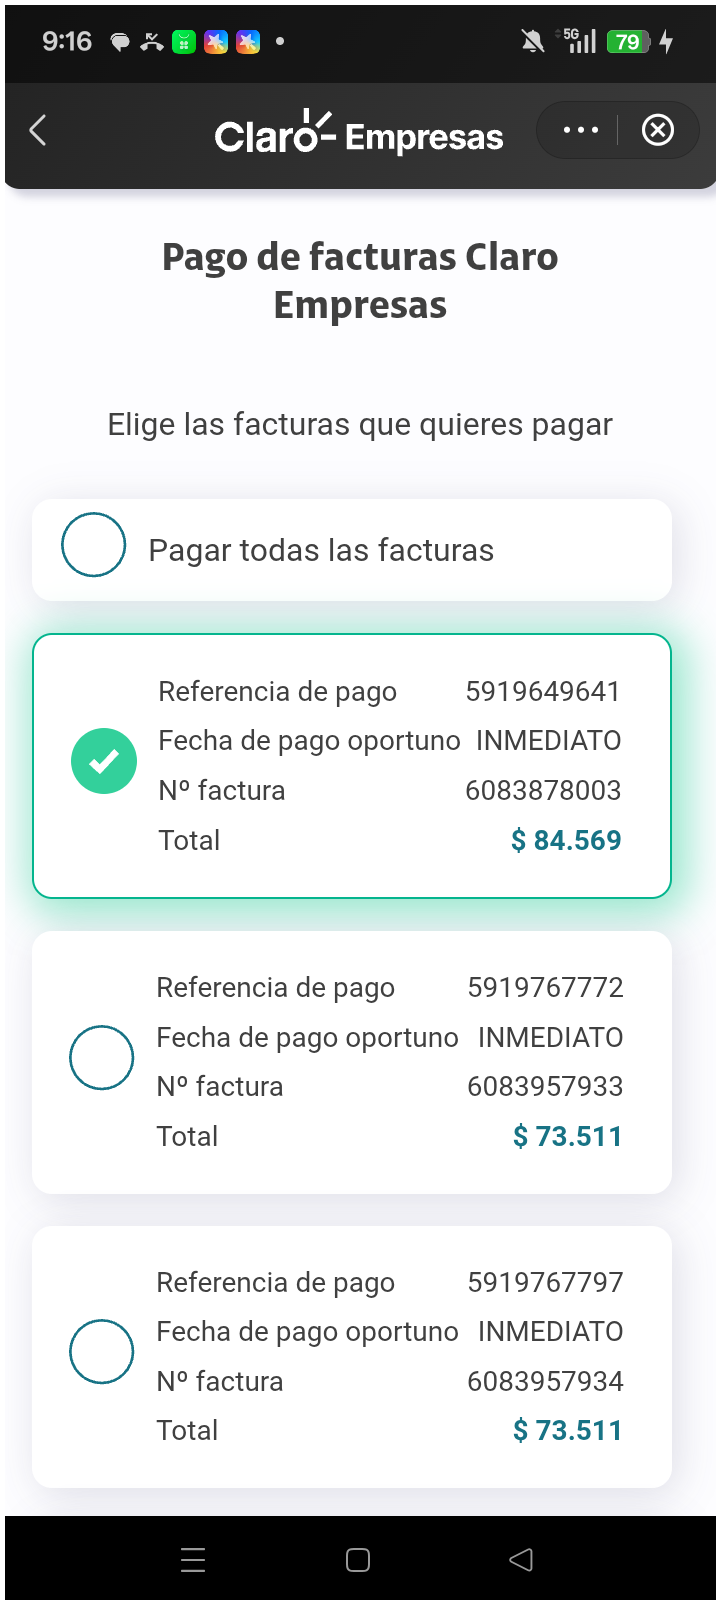 9:16
5G
79
Claro Empresas
Pago de facturas Claro
Empresas
Elige las facturas que quieres pagar
Pagar todas las facturas
Referencia de pago 5919649641
Fecha de pago oportuno INMEDIATO
Nº factura 6083878003
Total $ 84.569
Referencia de pago 5919767772
Fecha de pago oportuno INMEDIATO
Nº factura 6083957933
Total $ 73.511
Referencia de pago 5919767797
Fecha de pago oportuno INMEDIATO
Nº factura 6083957934
Total $ 73.511